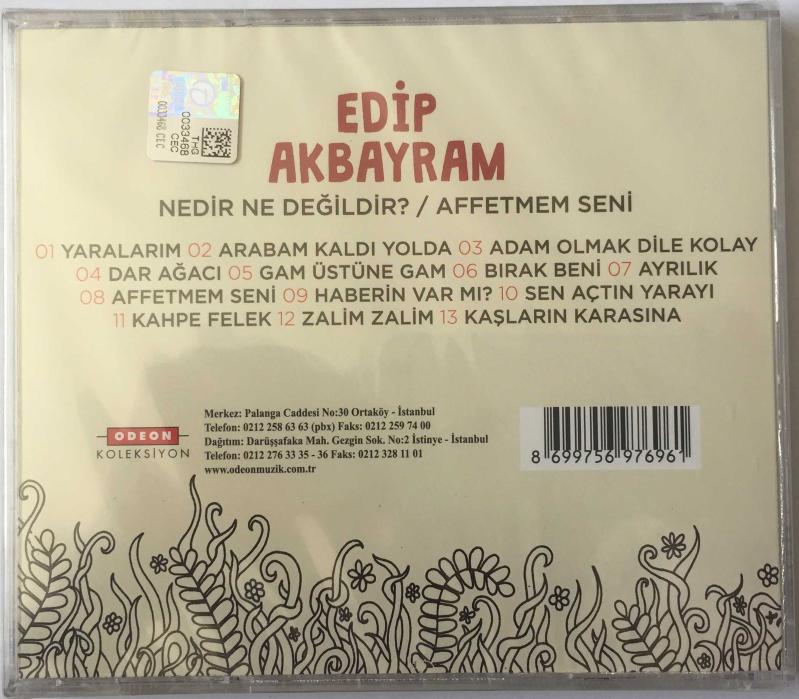 EDİP
AKBAYRAM
NEDİR NE DEĞİLDİR? / AFFETMEM SENİ
01 YARALARIM 02 ARABAM KALDI YOLDA 03 ADAM OLMAK DİLE KOLAY
04 DAR AĞACI 05 GAM ÜSTÜNE GAM 06 BIRAK BENİ 07 AYRILIK
08 AFFETMEM SENİ 09 HABERİN VAR MI? 10 SEN AÇTIN YARAYI
11 KAHPE FELEK 12 ZALİM ZALİM 13 KAŞLARIN KARASINA
0033468 CEC
0033468
THG
CEC
ODEON
KOLEKSİYON
Merkez: Palanga Caddesi No:30 Ortaköy - İstanbul
Telefon: 0212 258 63 63 (pbx) Faks: 0212 259 74 00
Dağıtım: Darüşşafaka Mah. Gezgin Sok. No:2 İstinye - İstanbul
Telefon: 0212 276 33 35 - 36 Faks: 0212 328 11 01
www.odeonmuzik.com.tr
8 699756 976961